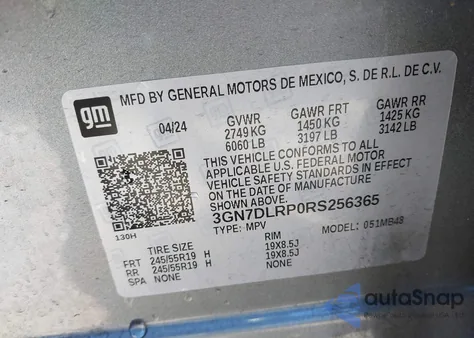 gm
MFD BY GENERAL MOTORS DE MEXICO, S. DE R.L. DE C.V.
04/24 GVWR GAWR FRT GAWR RR
2749 KG 1450 KG 1425 KG
6060 LB 3197 LB 3142 LB
THIS VEHICLE CONFORMS TO ALL
APPLICABLE U.S. FEDERAL MOTOR
VEHICLE SAFETY STANDARDS IN EFFECT
ON THE DATE OF MANUFACTURE
3GN7DLRP0RS256365
130H TYPE: MPV MODEL: 051MB48
TIRE SIZE RIM
FRT 245/55R19 H 19X8.5J
RR 245/55R19 H 19X8.5J
SPA NONE NONE
autoSnap